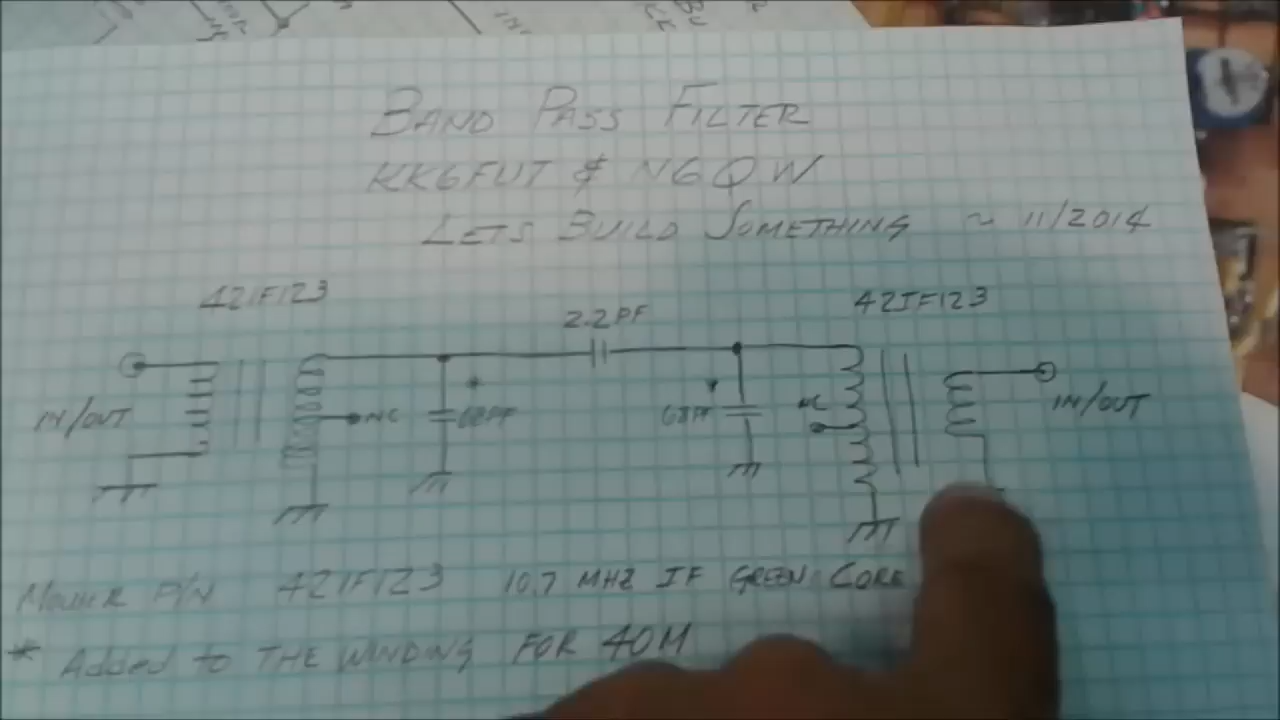 BAND PASS FILTER
KK6FUT & N6QW
LETS BUILD SOMETHING ~ 11/2014
42IF123
2.2PF
42IF123
IN/OUT
NC
*
68PF
*
68PF
NC
IN/OUT
MOUSER P/N 42IF123 10.7 MHZ IF GREEN CORE
* Added to THE WINDING FOR 40M